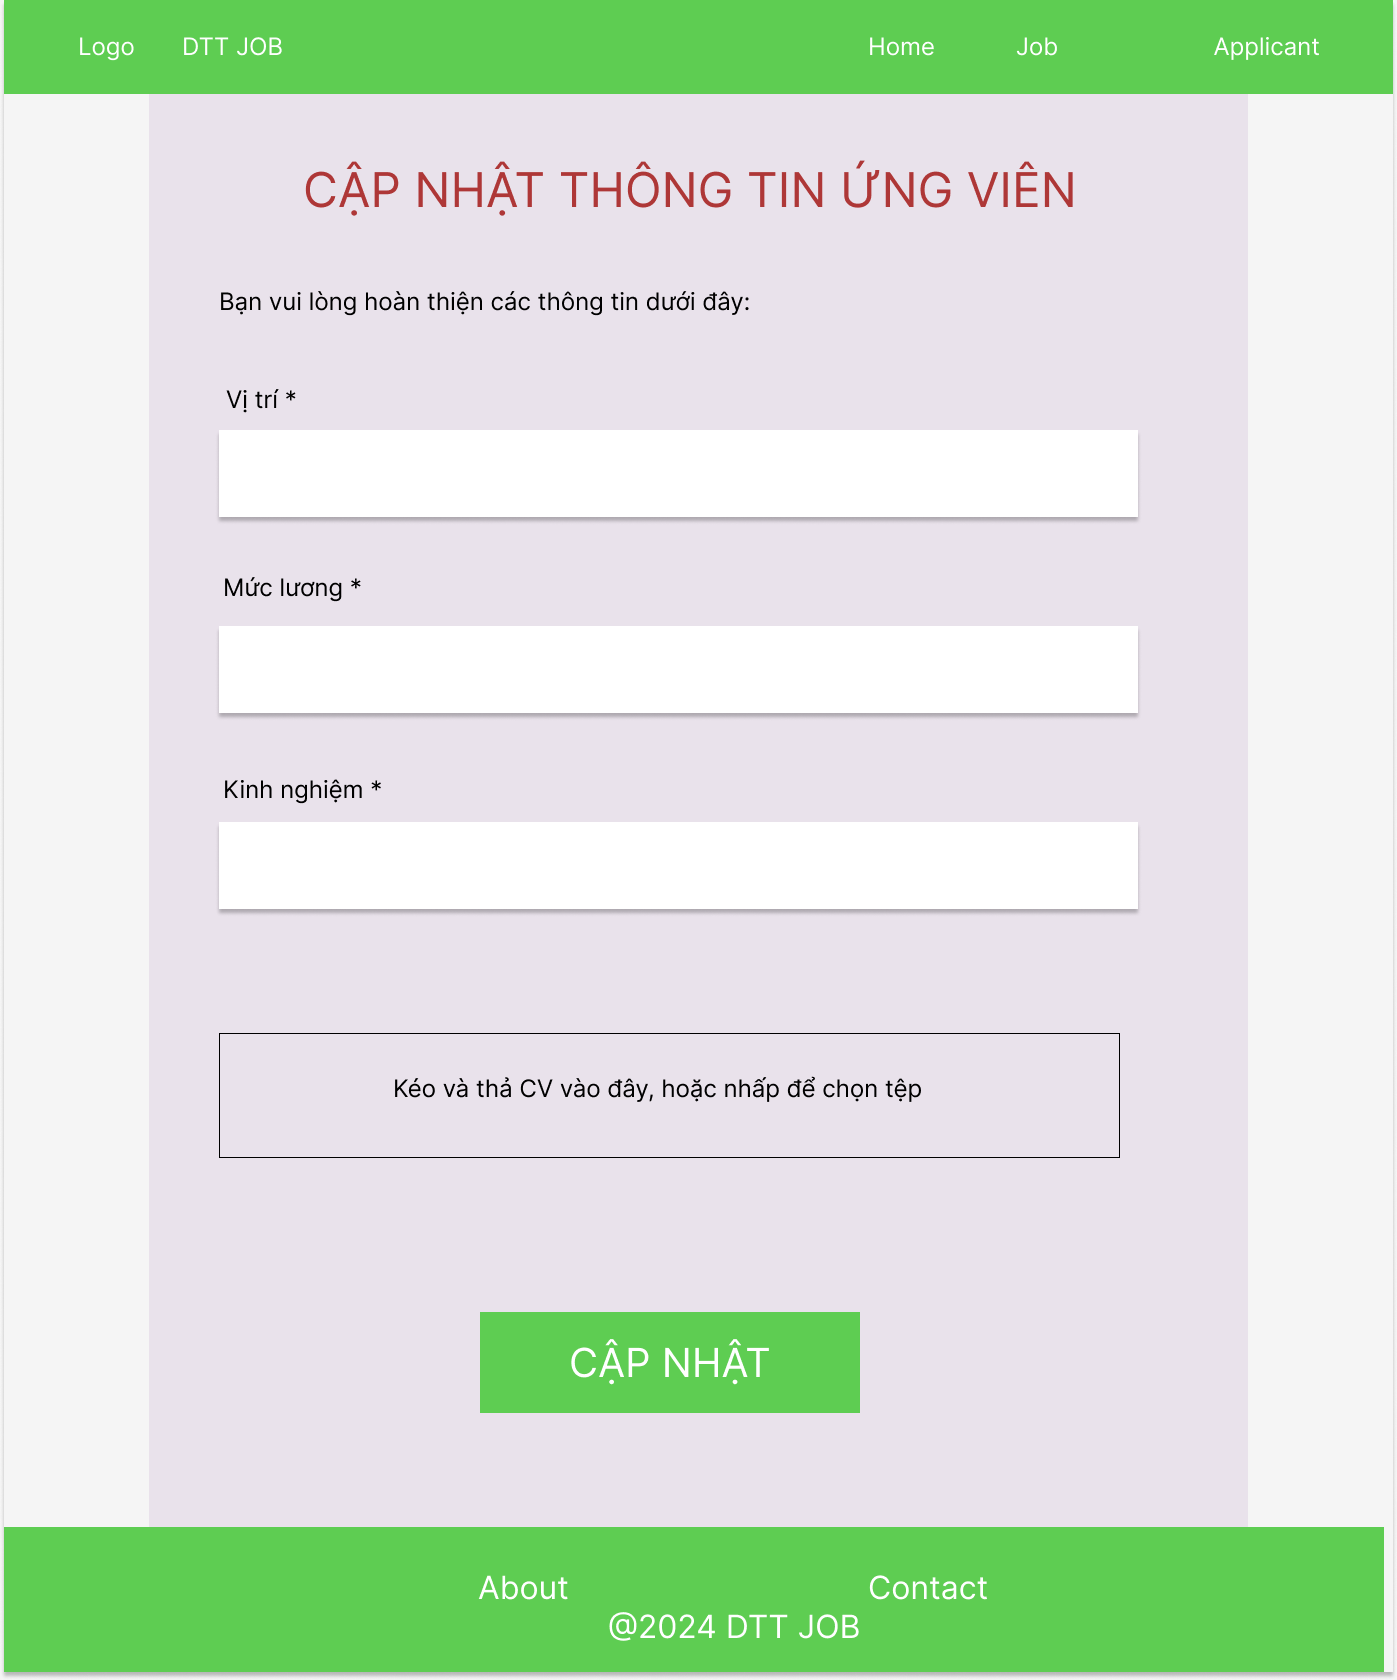 Logo DTT JOB Home Job Applicant
CẬP NHẬT THÔNG TIN ỨNG VIÊN
Bạn vui lòng hoàn thiện các thông tin dưới đây:
Vị trí *
Mức lương *
Kinh nghiệm *
Kéo và thả CV vào đây, hoặc nhấp để chọn tệp
CẬP NHẬT
About Contact
@2024 DTT JOB